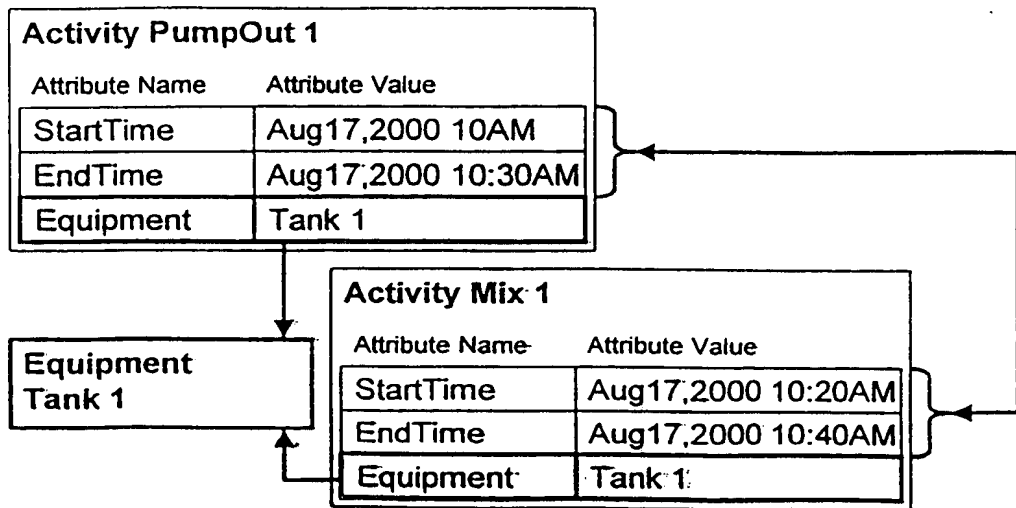 Activity PumpOut 1
Attribute Name Attribute Value
StartTime Aug17,2000 10AM
EndTime Aug17,2000 10:30AM
Equipment Tank 1
Activity Mix 1
Attribute Name Attribute Value
StartTime Aug17,2000 10:20AM
EndTime Aug17,2000 10:40AM
Equipment Tank 1
Equipment
Tank 1